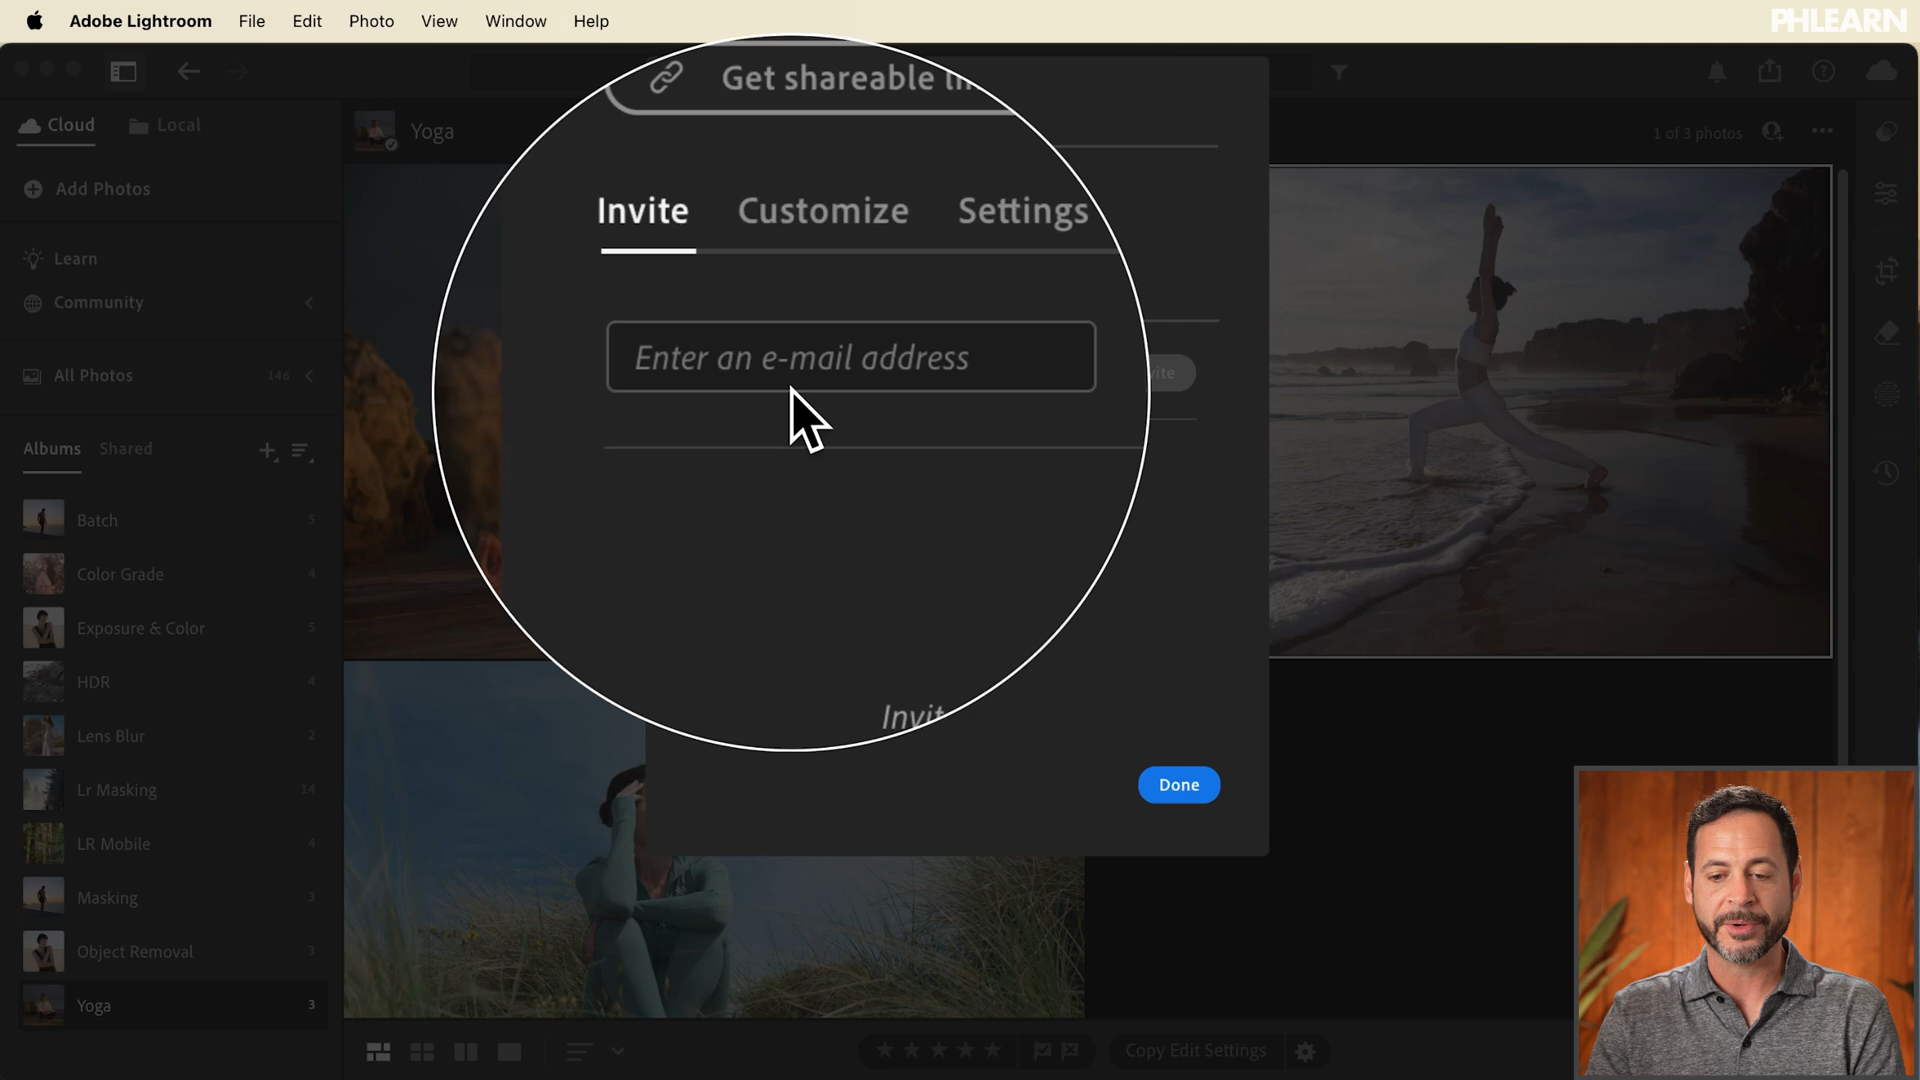 Adobe Lightroom File Edit Photo View Window Help
PHLEARN
Cloud Local
Add Photos
Learn
Community
All Photos 146
Albums Shared
Batch 5
Color Grade 4
Exposure & Color 5
HDR 4
Lens Blur 2
Lr Masking 14
LR Mobile 4
Masking 3
Object Removal 3
Yoga 3
Yoga
1 of 3 photos
Get shareable
Invite Customize Settings
Enter an e-mail address
Done
Copy Edit Settings